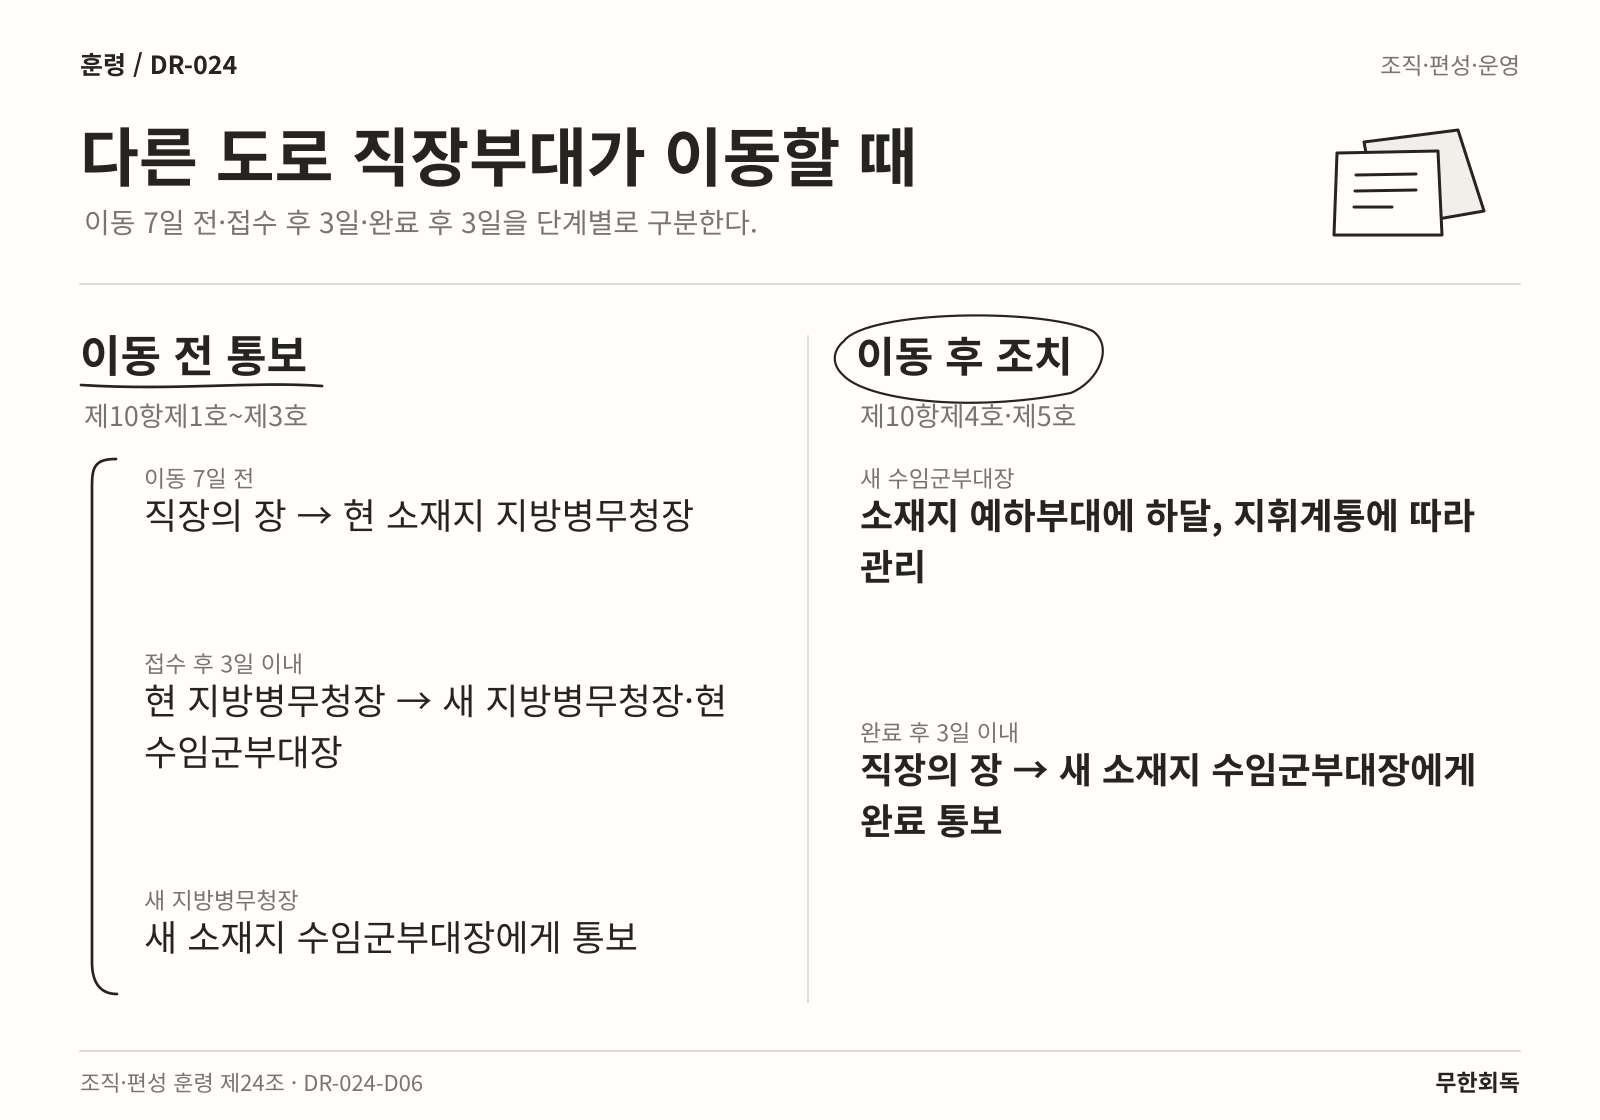 훈령 / DR-024
조직·편성·운영
다른 도로 직장부대가 이동할 때
이동 7일 전·접수 후 3일·완료 후 3일을 단계별로 구분한다.
이동 전 통보
제10항제1호~제3호
이동 7일 전
직장의 장 → 현 소재지 지방병무청장
접수 후 3일 이내
현 지방병무청장 → 새 지방병무청장·현
수임군부대장
새 지방병무청장
새 소재지 수임군부대장에게 통보
이동 후 조치
제10항제4호·제5호
새 수임군부대장
소재지 예하부대에 하달, 지휘계통에 따라
관리
완료 후 3일 이내
직장의 장 → 새 소재지 수임군부대장에게
완료 통보
조직·편성 훈령 제24조 · DR-024-D06
무한회독